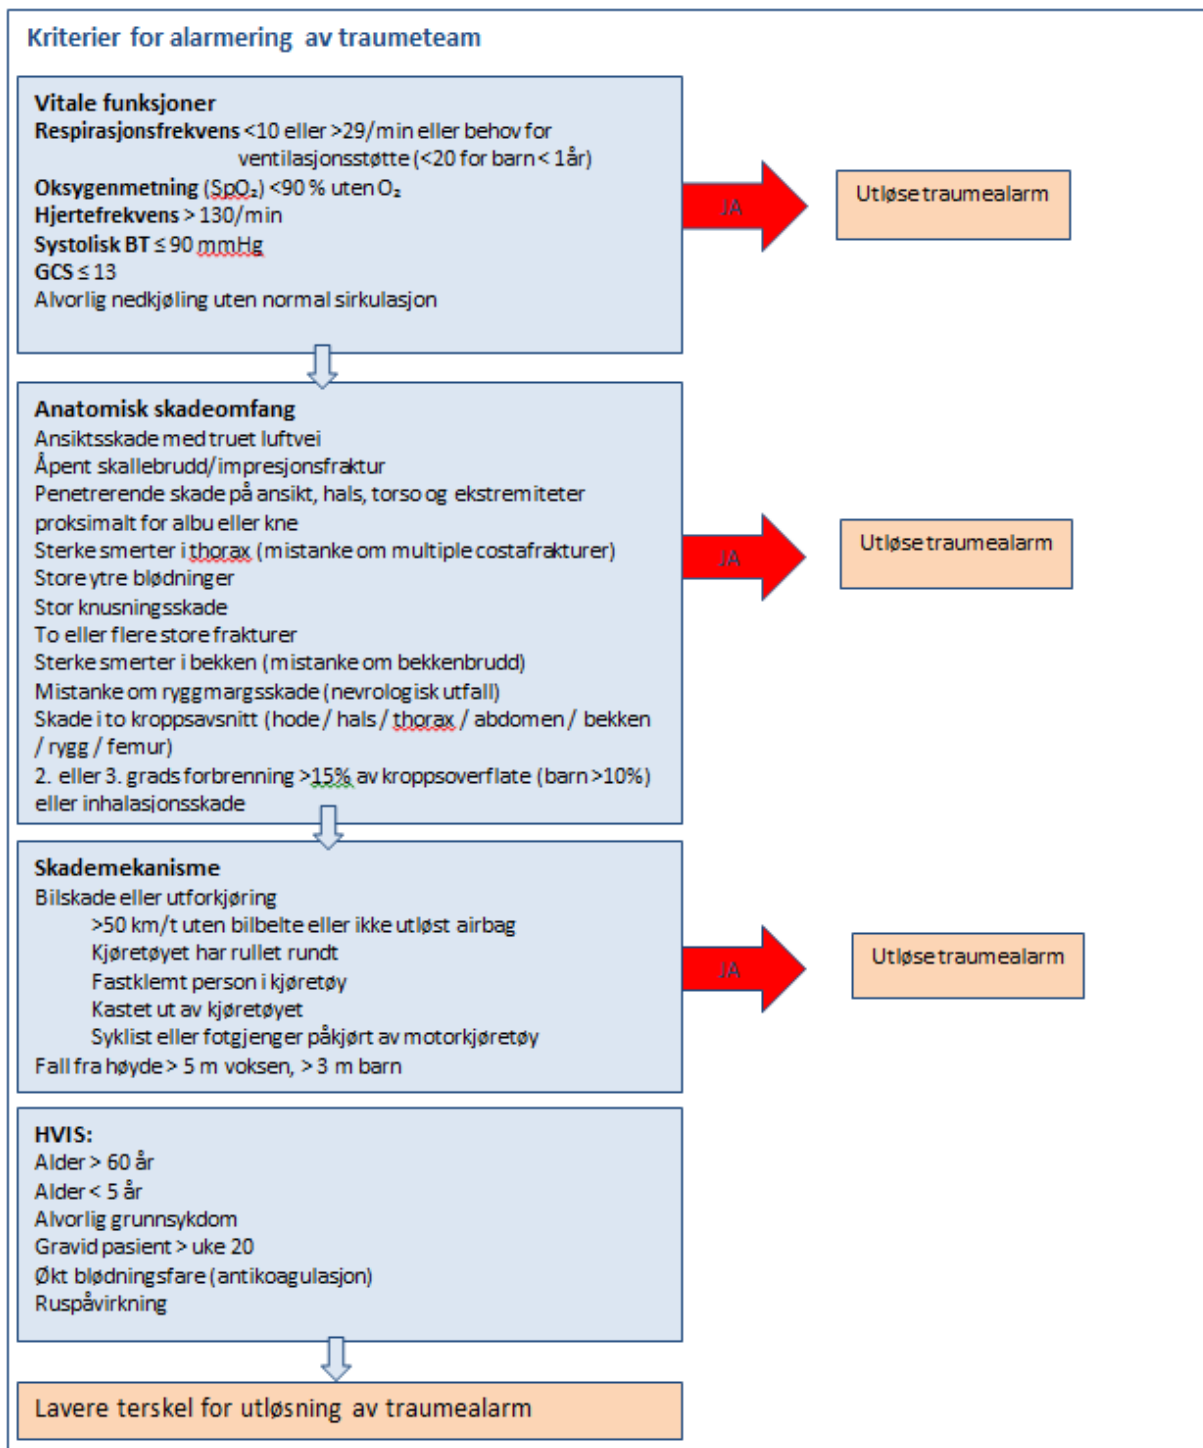 Kriterier for alarmering av traumeteam
Vitale funksjoner
Respirasjonsfrekvens <10 eller >29/min eller behov for
ventilasjonsstøtte (<20 for barn < 1år)
Oksygenmetning (SpO₂) <90 % uten O₂
Hjertefrekvens > 130/min
Systolisk BT ≤ 90 mmHg
GCS ≤ 13
Alvorlig nedkjøling uten normal sirkulasjon
JA
Utløse traumealarm
Anatomisk skadeomfang
Ansiktsskade med truet luftvei
Åpent skallebrudd/impresjonsfraktur
Penetrerende skade på ansikt, hals, torso og ekstremiteter
proksimalt for albu eller kne
Sterke smerter i thorax (mistanke om multiple costafrakturer)
Store ytre blødninger
Stor knusningsskade
To eller flere store frakturer
Sterke smerter i bekken (mistanke om bekkenbrudd)
Mistanke om ryggmargsskade (nevrologisk utfall)
Skade i to kroppsavsnitt (hode / hals / thorax / abdomen / bekken
/ rygg / femur)
2. eller 3. grads forbrenning >15% av kroppsoverflate (barn >10%)
eller inhalasjonsskade
JA
Utløse traumealarm
Skademekanisme
Bilskade eller utforkjøring
>50 km/t uten bilbelte eller ikke utløst airbag
Kjøretøyet har rullet rundt
Fastklemt person i kjøretøy
Kastet ut av kjøretøyet
Syklist eller fotgjenger påkjørt av motorkjøretøy
Fall fra høyde > 5 m voksen, > 3 m barn
JA
Utløse traumealarm
HVIS:
Alder > 60 år
Alder < 5 år
Alvorlig grunnsykdom
Gravid pasient > uke 20
Økt blødningsfare (antikoagulasjon)
Ruspåvirkning
Lavere terskel for utløsning av traumealarm